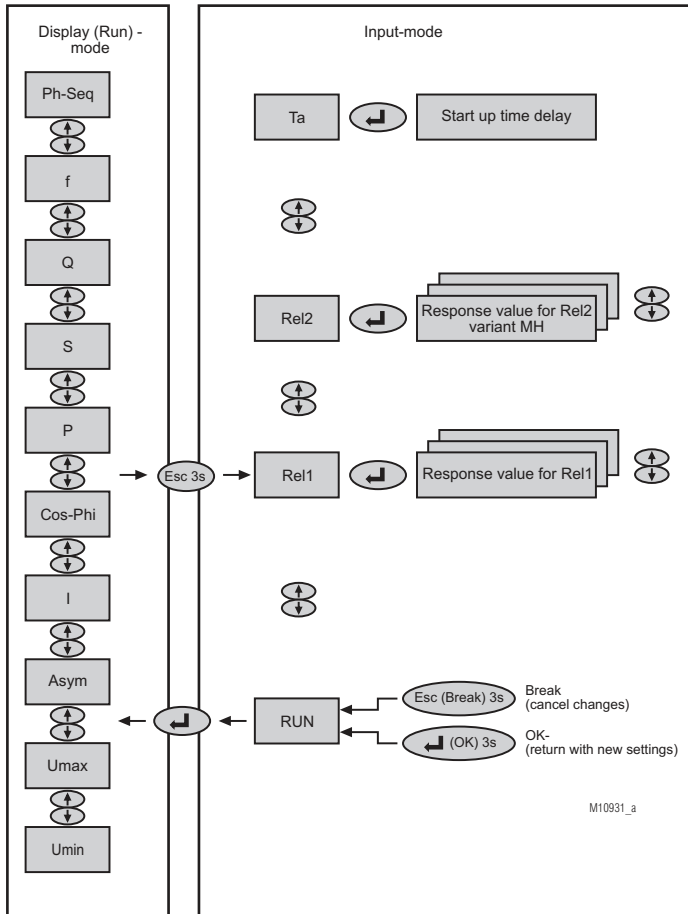 Display (Run) -
mode
Ph-Seq
f
Q
S
P
Cos-Phi
I
Asym
Umax
Umin
Esc 3s
Input-mode
Ta
Start up time delay
Rel2
Response value for Rel2
variant MH
Rel1
Response value for Rel1
RUN
Esc (Break) 3s
Break
(cancel changes)
(OK) 3s
OK-
(return with new settings)
M10931_a